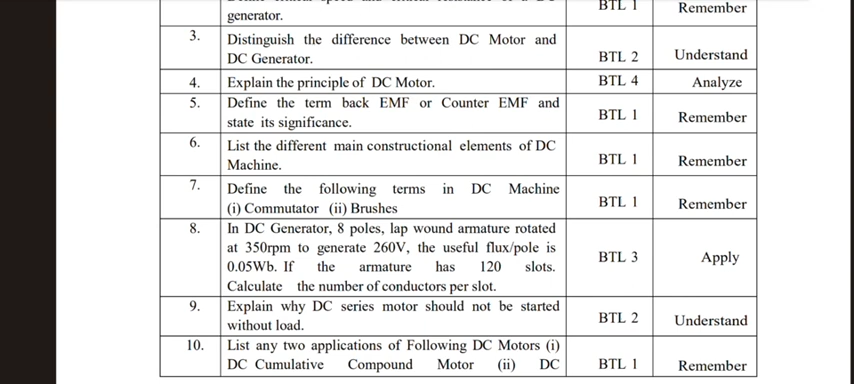 generator.
BTL 1 Remember
3. Distinguish the difference between DC Motor and
DC Generator.
BTL 2 Understand
4. Explain the principle of DC Motor. BTL 4 Analyze
5. Define the term back EMF or Counter EMF and
state its significance.
BTL 1 Remember
6. List the different main constructional elements of DC
Machine.
BTL 1 Remember
7. Define the following terms in DC Machine
(i) Commutator (ii) Brushes
BTL 1 Remember
8. In DC Generator, 8 poles, lap wound armature rotated
at 350rpm to generate 260V, the useful flux/pole is
0.05Wb. If the armature has 120 slots.
Calculate the number of conductors per slot.
BTL 3 Apply
9. Explain why DC series motor should not be started
without load.
BTL 2 Understand
10. List any two applications of Following DC Motors (i)
DC Cumulative Compound Motor (ii) DC
BTL 1 Remember